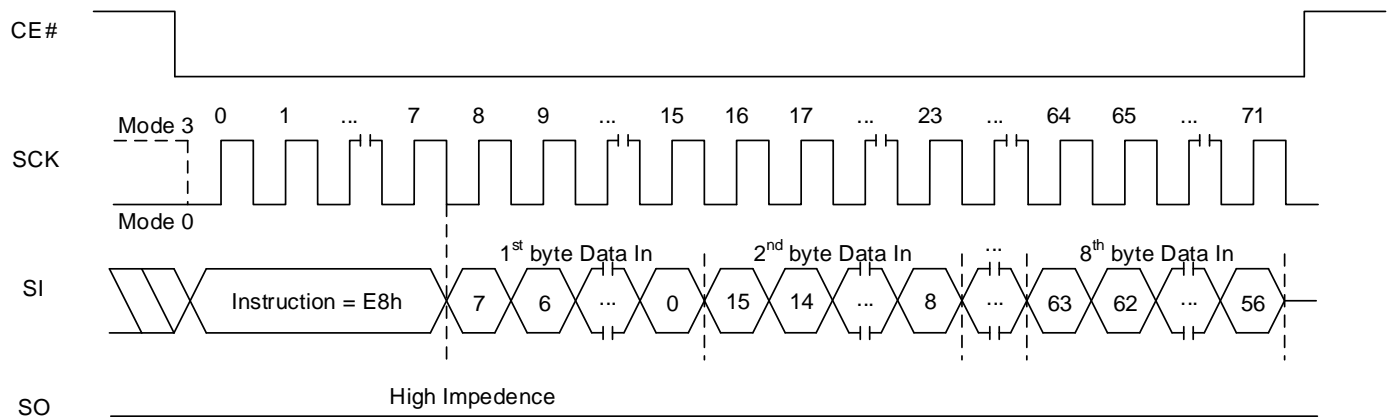 CE#
0 1 ... 7 8 9 ... 15 16 17 ... 23 ... 64 65 ... 71
Mode 3
SCK
Mode 0
1st byte Data In 2nd byte Data In ... 8th byte Data In
SI Instruction = E8h 7 6 ... 0 15 14 ... 8 ... 63 62 ... 56
High Impedence
SO